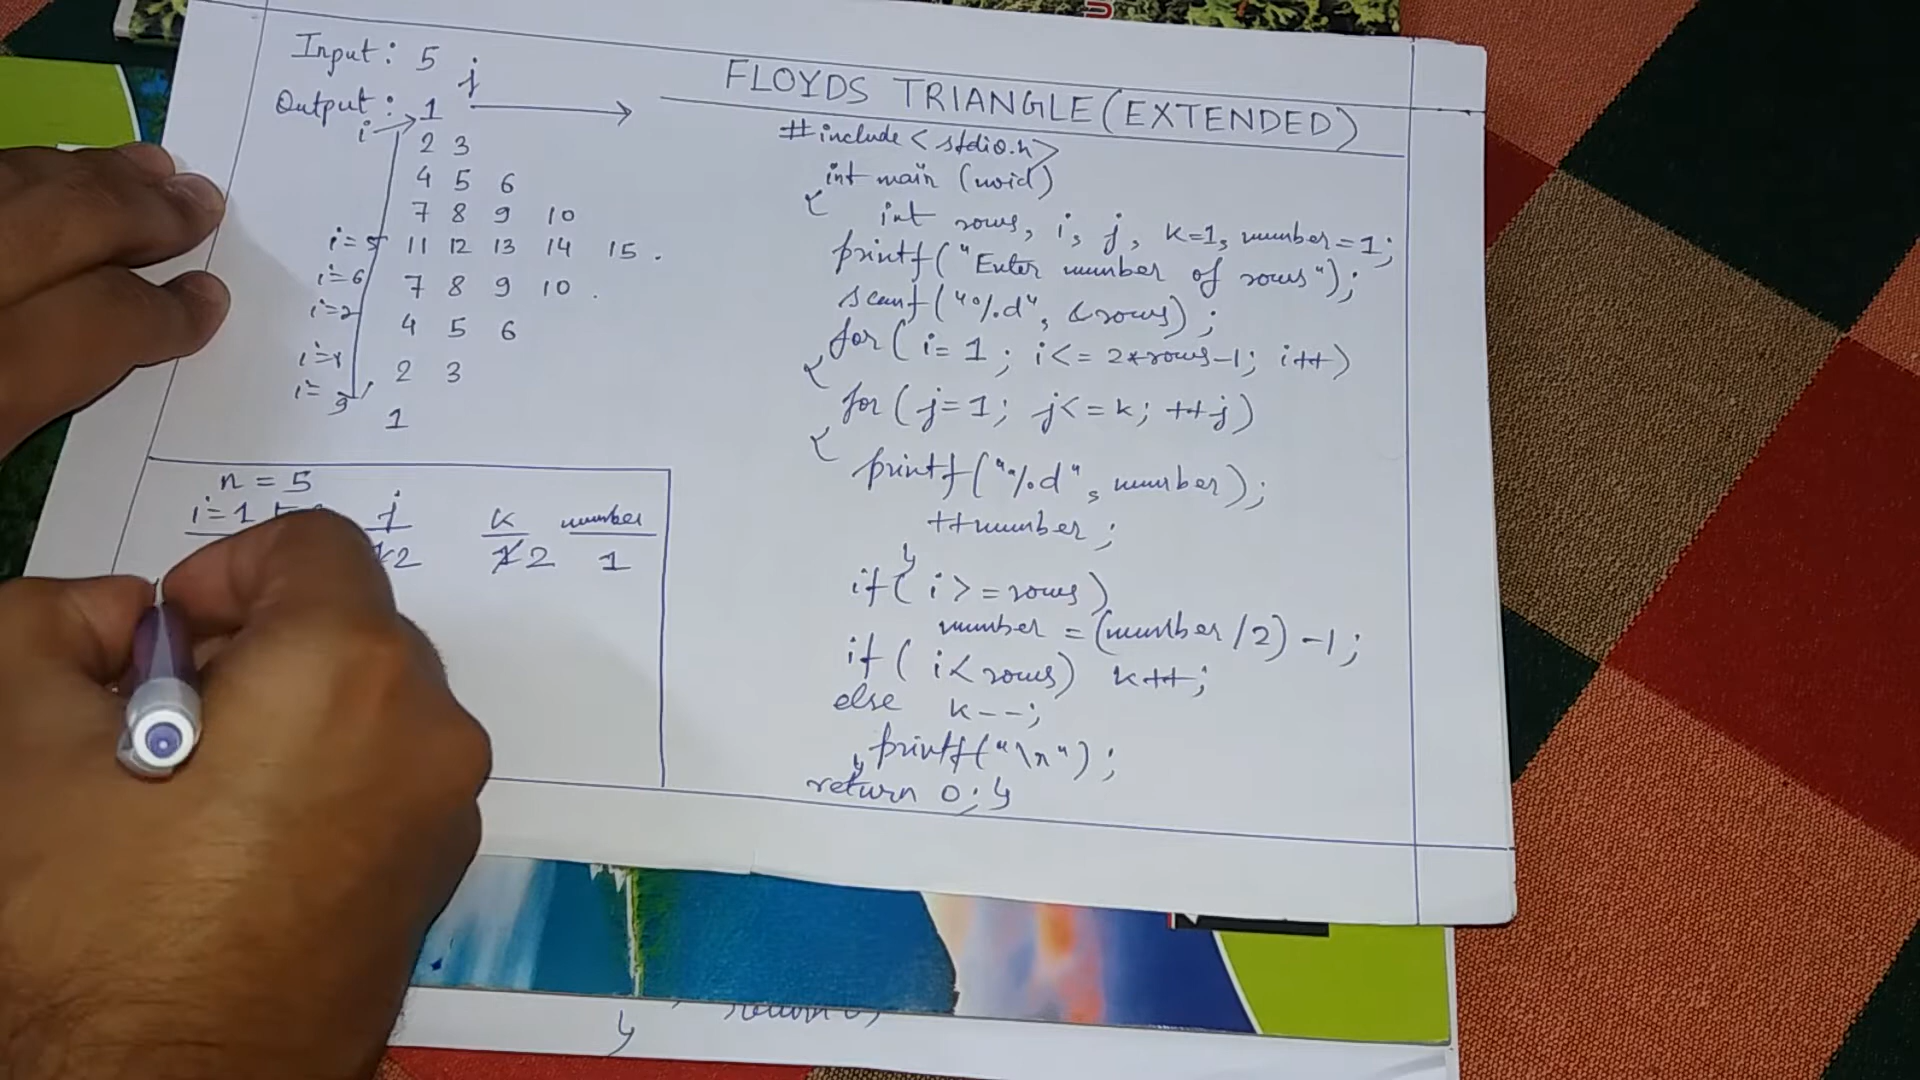 Input: 5
j
Output: 1
i
2 3
4 5 6
7 8 9 10
i=5 11 12 13 14 15.
i=6 7 8 9 10.
4 5 6
2 3
i= 9
1
n = 5
i=1 j k number
2 1 2 1
FLOYDS TRIANGLE (EXTENDED)
#include <stdio.h>
int main (void)
{
int rows, i, j, k=1, number=1;
printf("Enter number of rows");
scanf("%d", &rows);
for( i= 1; i<= 2*rows-1; i++)
{
for( j=1; j<=k; ++j)
{
printf("%d", number);
++number;
}
if( i>=rows)
number = (number/2) -1;
if( i< rows) k++;
else k--;
printf("\n");
}
return 0; }
return 0;
}